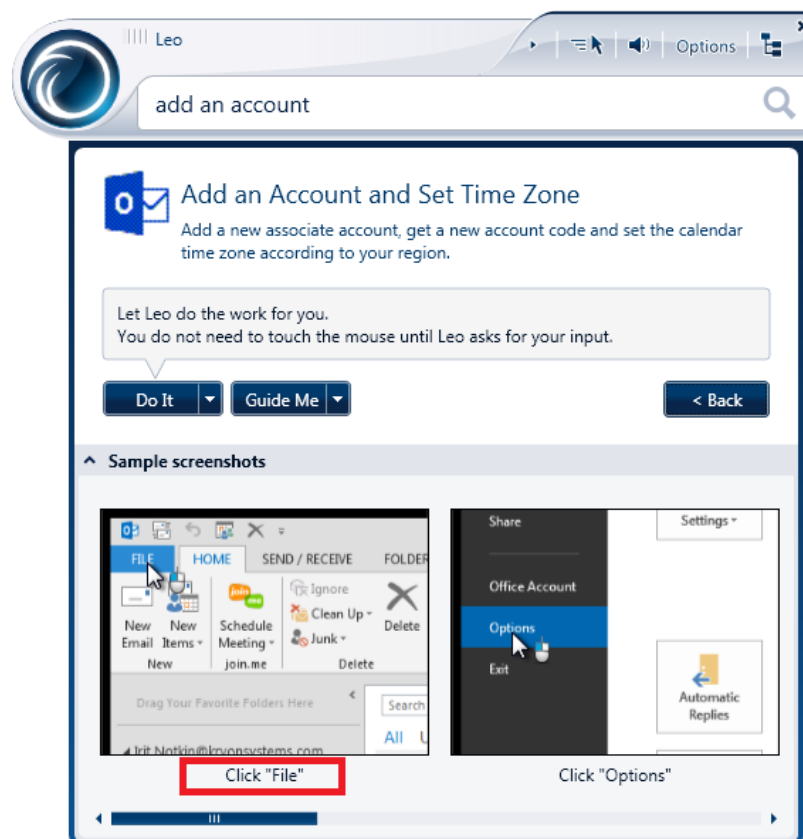 Leo
Options
add an account
Add an Account and Set Time Zone
Add a new associate account, get a new account code and set the calendar
time zone according to your region.
Let Leo do the work for you.
You do not need to touch the mouse until Leo asks for your input.
Do It
Guide Me
< Back
Sample screenshots
FILE HOME SEND / RECEIVE FOLDER
New Email
New Items
Schedule Meeting
Ignore
Clean Up
Junk
Delete
New
join.me
Delete
Drag Your Favorite Folders Here
Search
All
Irit Notkin@kryonsystems.com
Click "File"
Share
Settings
Office Account
Options
Exit
Automatic
Replies
Click "Options"